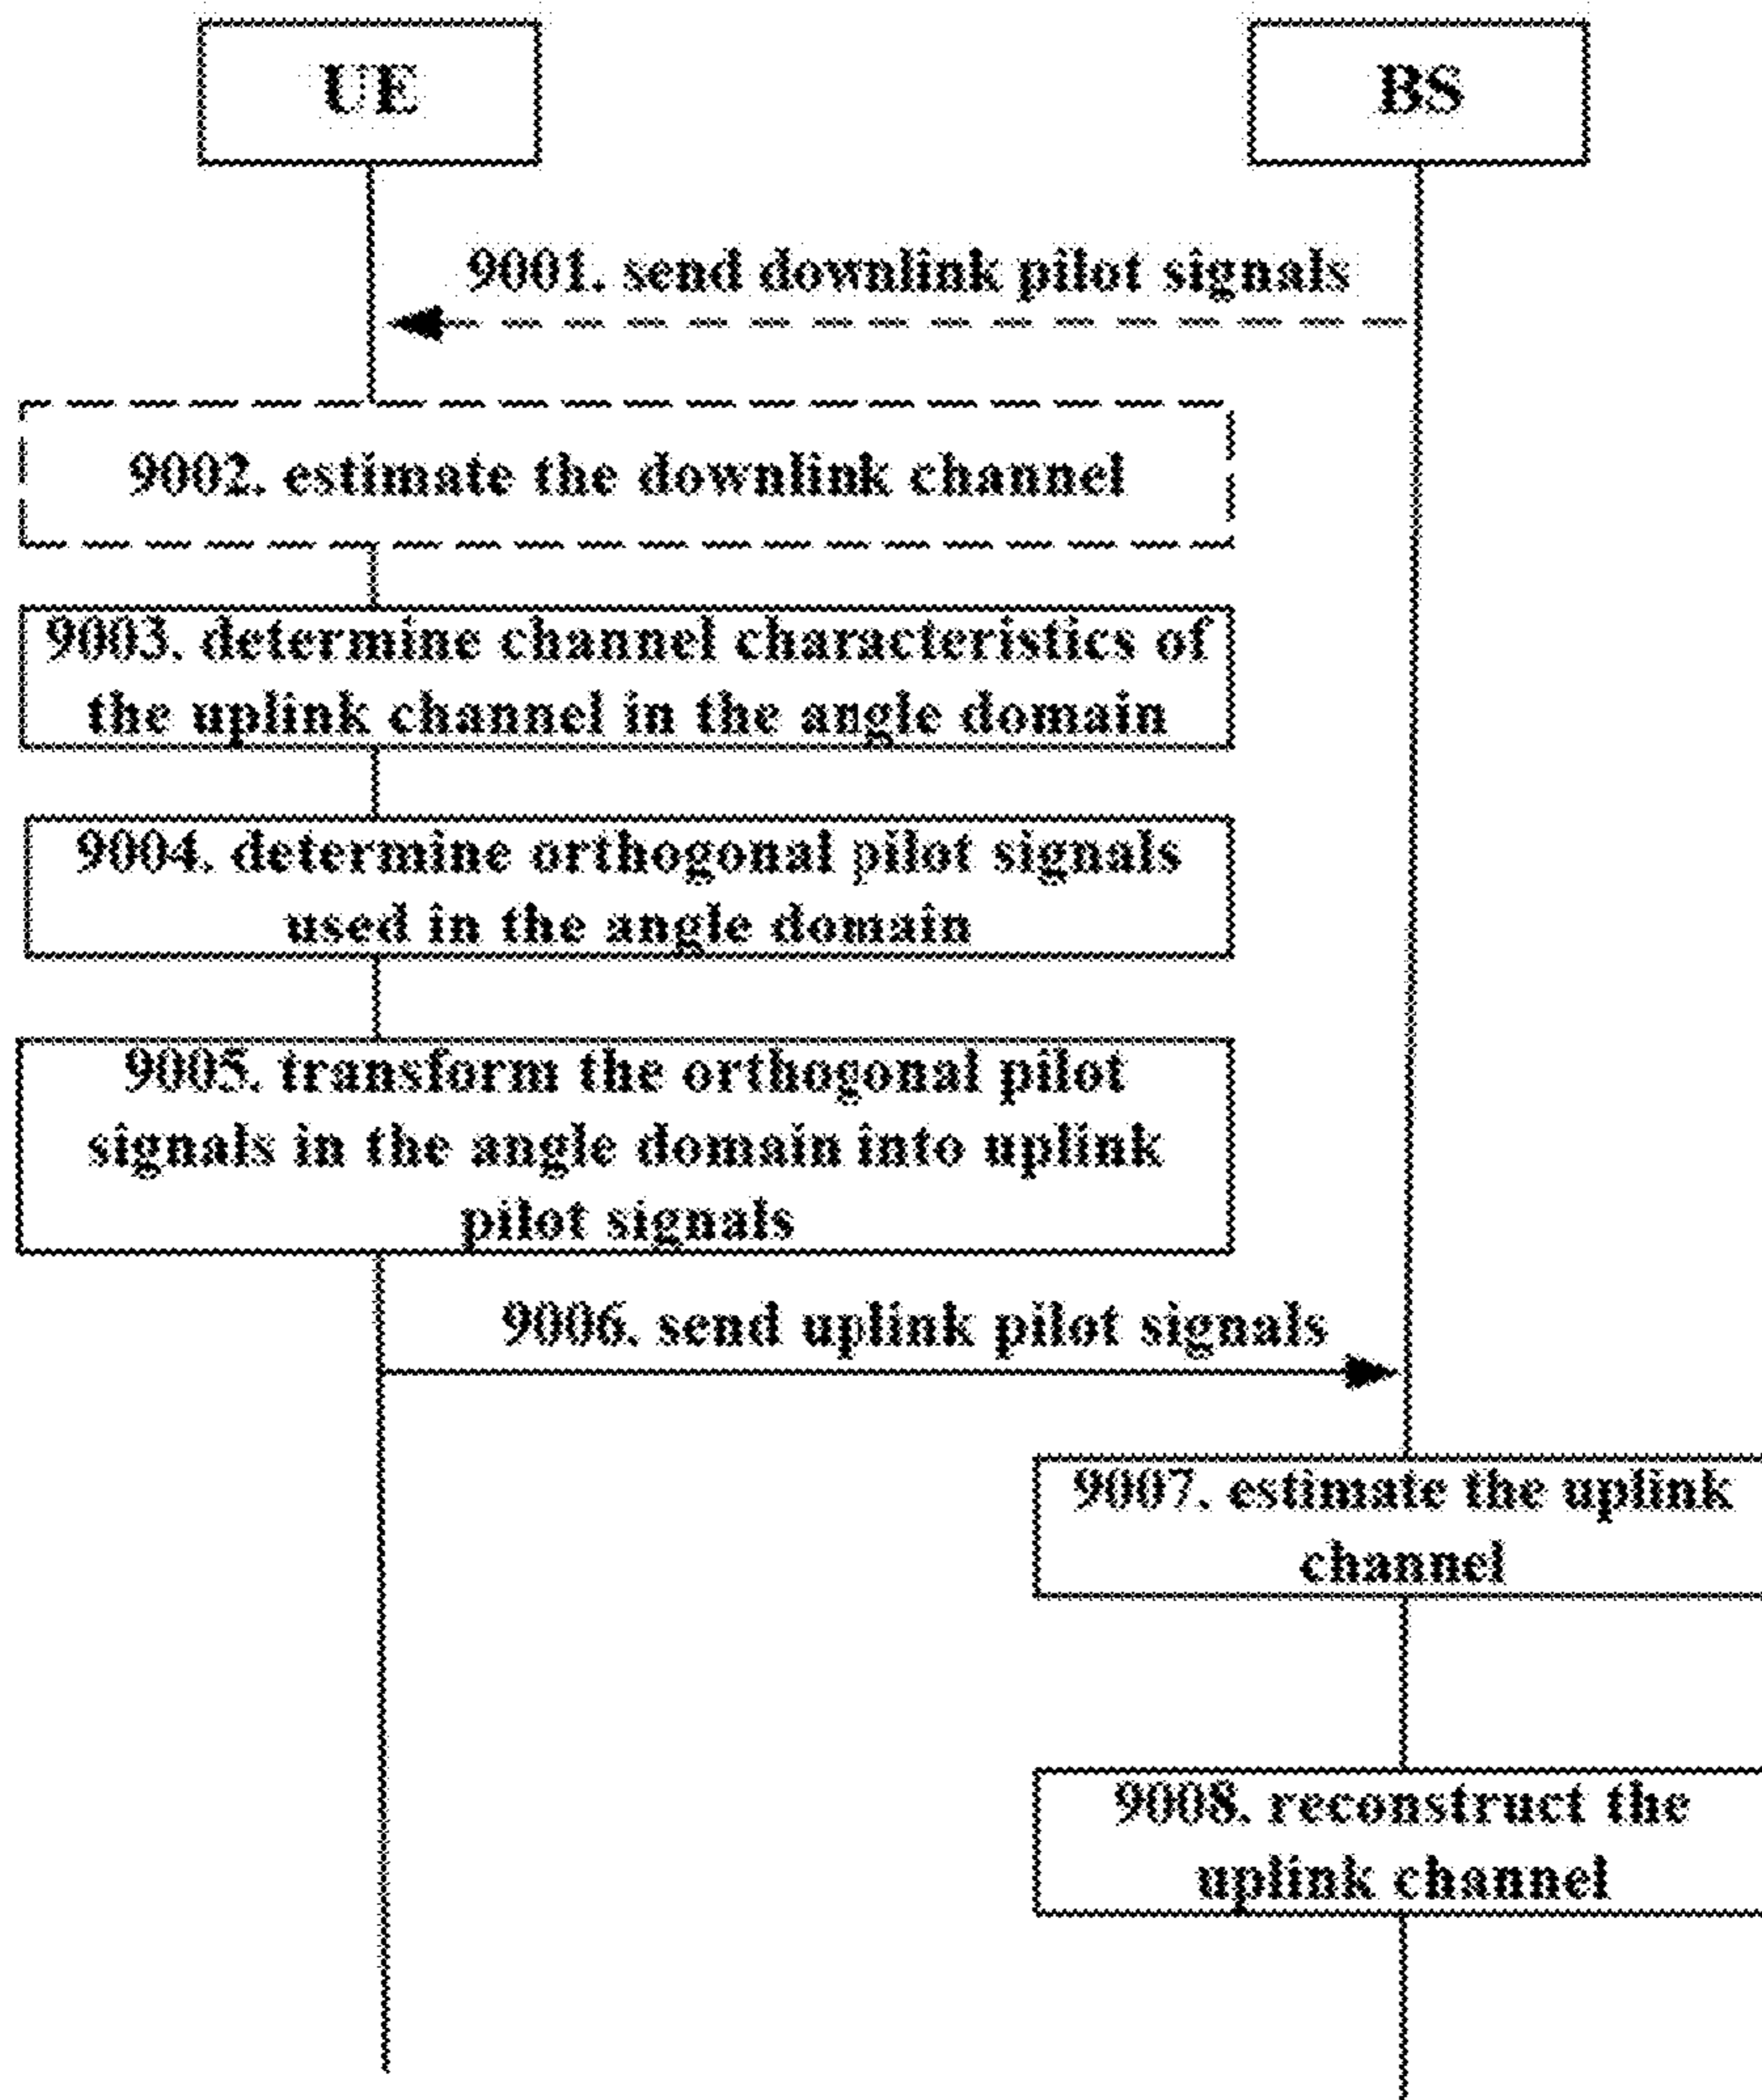 UE
BS
9001. send downlink pilot signals
9002. estimate the downlink channel
9003. determine channel characteristics of
the uplink channel in the angle domain
9004. determine orthogonal pilot signals
used in the angle domain
9005. transform the orthogonal pilot
signals in the angle domain into uplink
pilot signals
9006. send uplink pilot signals
9007. estimate the uplink
channel
9008. reconstruct the
uplink channel